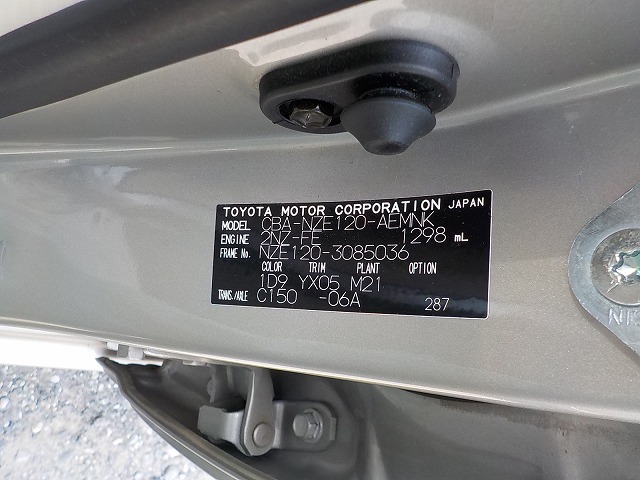 TOYOTA MOTOR CORPORATION JAPAN
MODEL CBA-NZE120-AEMNK
ENGINE 2NZ-FE 1298 mL
FRAME No. NZE120-3085036
COLOR TRIM PLANT OPTION
1D9 YX05 M21
TRANS./AXLE C150 -06A 287